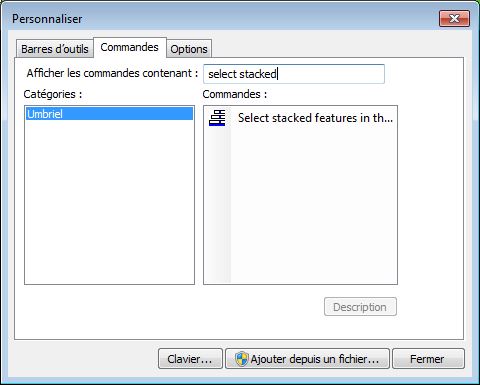 Personnaliser
Barres d'outils Commandes Options
Afficher les commandes contenant : select stacked
Catégories : Commandes :
Umbriel Select stacked features in th...
Description
Clavier... Ajouter depuis un fichier... Fermer